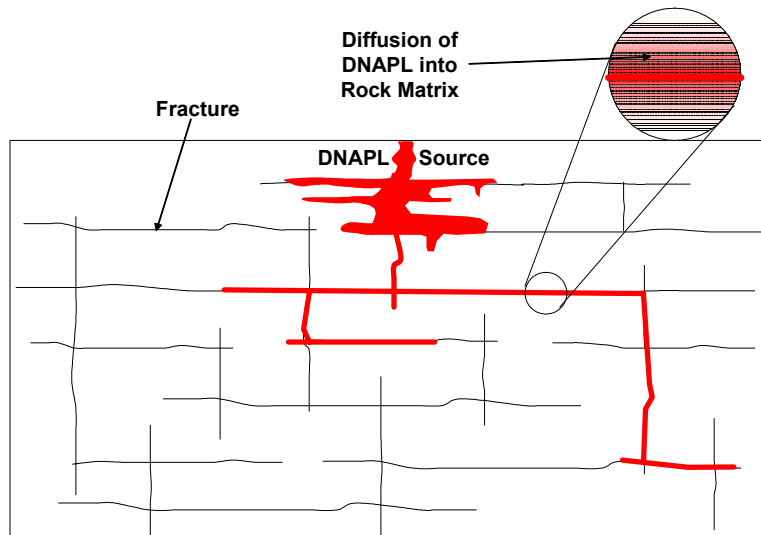 Diffusion of
DNAPL into
Rock Matrix
Fracture
DNAPL Source